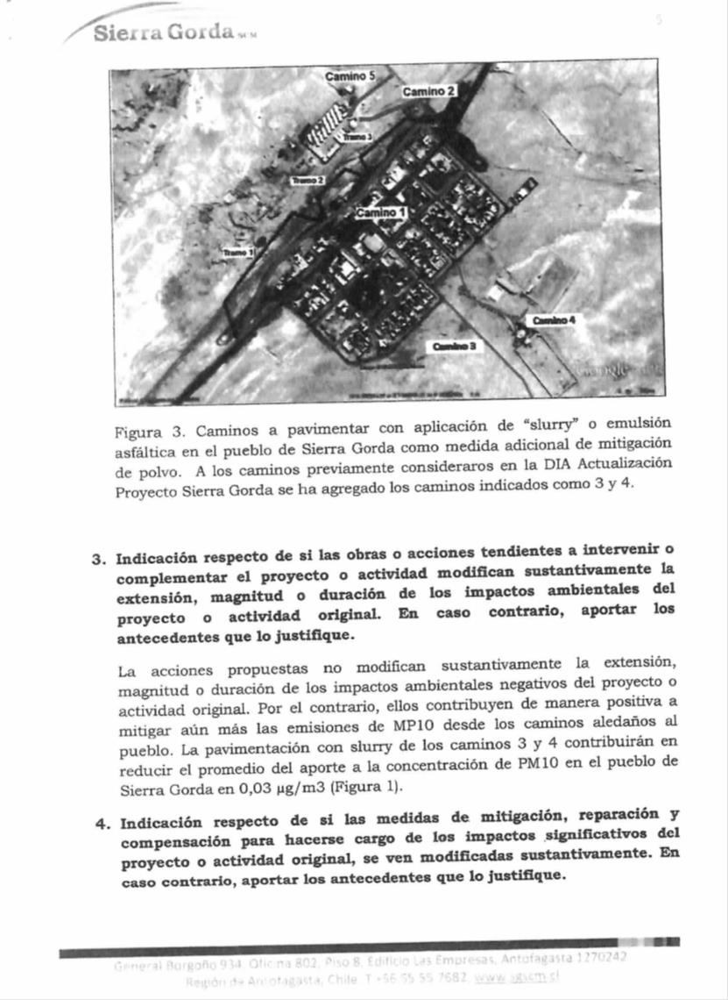 Sierra Gorda SCM
5
Camino 5
Camino 2
Tramo 3
Tramo 2
Camino 1
Tramo 1
Camino 4
Camino 3
Google
Figura 3. Caminos a pavimentar con aplicación de “slurry” o emulsión
asfáltica en el pueblo de Sierra Gorda como medida adicional de mitigación
de polvo. A los caminos previamente consideraros en la DIA Actualización
Proyecto Sierra Gorda se ha agregado los caminos indicados como 3 y 4.
3. Indicación respecto de si las obras o acciones tendientes a intervenir o
complementar el proyecto o actividad modifican sustantivamente la
extensión, magnitud o duración de los impactos ambientales del
proyecto o actividad original. En caso contrario, aportar los
antecedentes que lo justifique.
La acciones propuestas no modifican sustantivamente la extensión,
magnitud o duración de los impactos ambientales negativos del proyecto o
actividad original. Por el contrario, ellos contribuyen de manera positiva a
mitigar aún más las emisiones de MP10 desde los caminos aledaños al
pueblo. La pavimentación con slurry de los caminos 3 y 4 contribuirán en
reducir el promedio del aporte a la concentración de PM10 en el pueblo de
Sierra Gorda en 0,03 µg/m3 (Figura 1).
4. Indicación respecto de si las medidas de mitigación, reparación y
compensación para hacerse cargo de los impactos significativos del
proyecto o actividad original, se ven modificadas sustantivamente. En
caso contrario, aportar los antecedentes que lo justifique.
General Borgoño 934, Oficina 802, Piso 8, Edificio Las Empresas, Antofagasta 1270242
Región de Antofagasta, Chile. T +56 55 55 7682, www.sgscm.cl